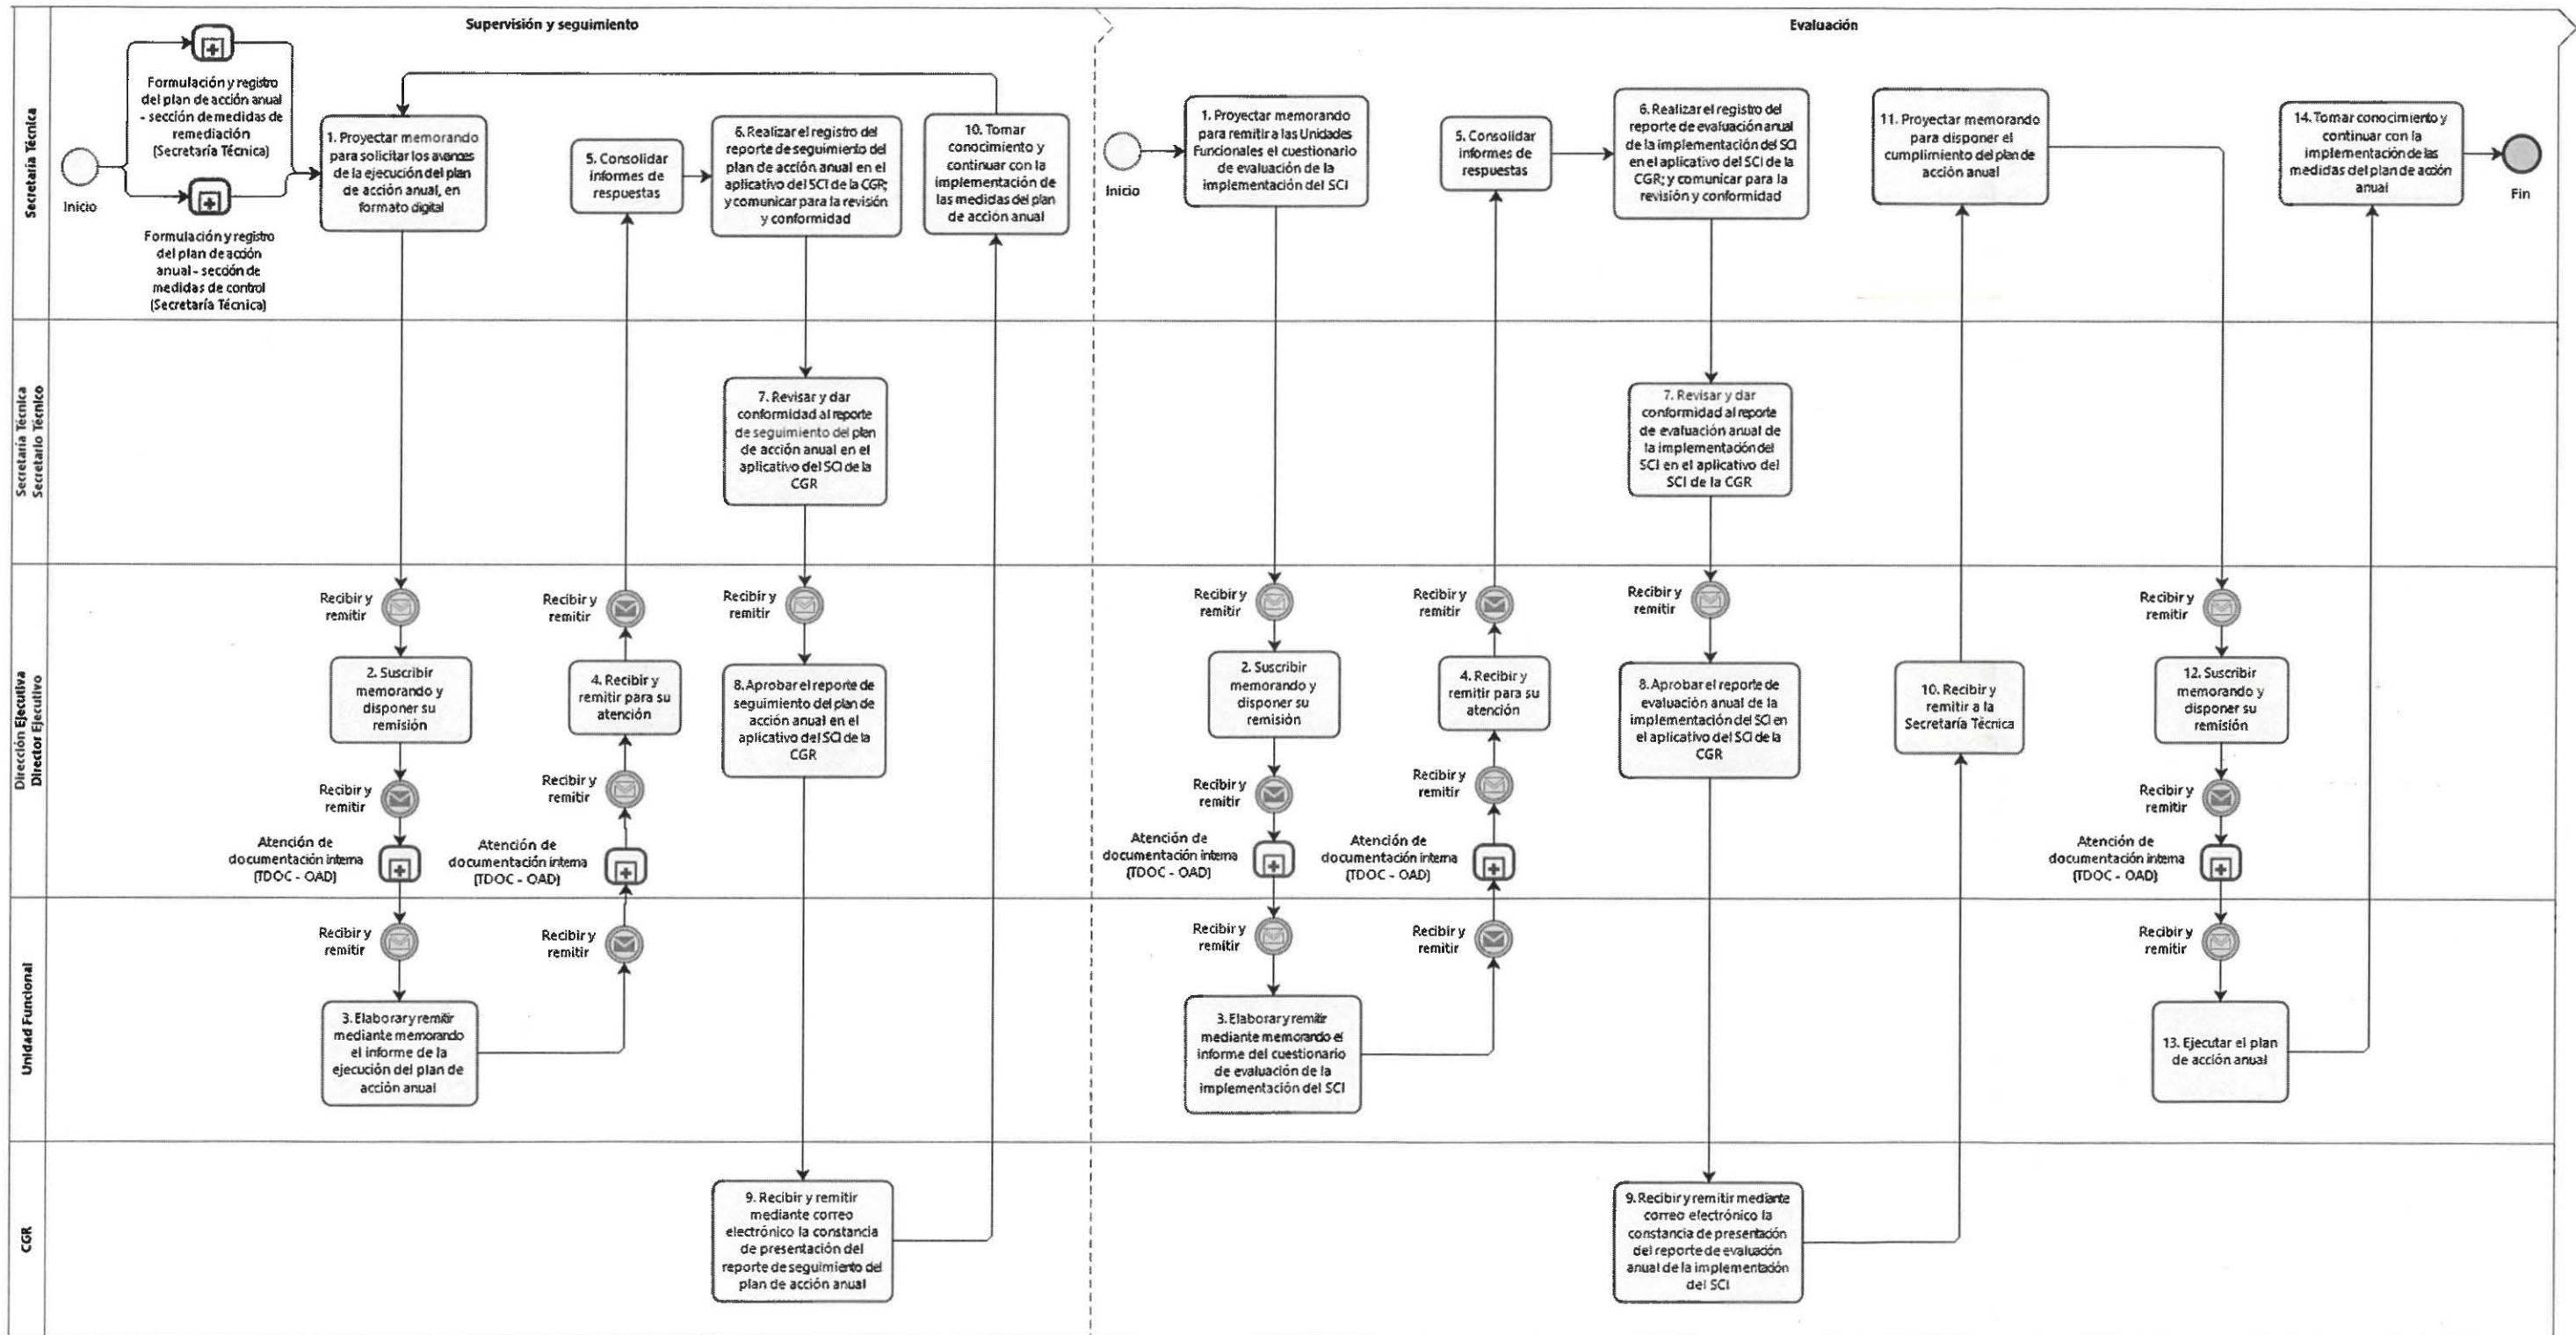 Supervisión y seguimiento
Evaluación
Secretaría Técnica
Inicio
Formulación y registro
del plan de acción anual
- sección de medidas de
remediación
(Secretaría Técnica)
Formulación y registro
del plan de acción
anual - sección de
medidas de control
(Secretaría Técnica)
1. Proyectar memorando
para solicitar los avances
de la ejecución del plan
de acción anual, en
formato digital
5. Consolidar
informes de
respuestas
6. Realizar el registro del
reporte de seguimiento del
plan de acción anual en el
aplicativo del SCI de la CGR;
y comunicar para la revisión
y conformidad
10. Tomar
conocimiento y
continuar con la
implementación de
las medidas del plan
de acción anual
Inicio
1. Proyectar memorando
para remitir a las Unidades
Funcionales el cuestionario
de evaluación de la
implementación del SCI
5. Consolidar
informes de
respuestas
6. Realizar el registro del
reporte de evaluación anual
de la implementación del SCI
en el aplicativo del SCI de la
CGR; y comunicar para la
revisión y conformidad
11. Proyectar memorando
para disponer el
cumplimiento del plan de
acción anual
14. Tomar conocimiento y
continuar con la
implementación de las
medidas del plan de acción
anual
Fin
Secretaría Técnica
Secretario Técnico
7. Revisar y dar
conformidad al reporte
de seguimiento del plan
de acción anual en el
aplicativo del SCI de la
CGR
7. Revisar y dar
conformidad al reporte
de evaluación anual de
la implementación del
SCI en el aplicativo del
SCI de la CGR
Dirección Ejecutiva
Director Ejecutivo
Recibir y
remitir
2. Suscribir
memorando y
disponer su
remisión
Recibir y
remitir
Atención de
documentación interna
(TDOC - OAD)
Recibir y
remitir
4. Recibir y
remitir para su
atención
Recibir y
remitir
Atención de
documentación interna
(TDOC - OAD)
Recibir y
remitir
8. Aprobar el reporte de
seguimiento del plan de
acción anual en el
aplicativo del SCI de la
CGR
Recibir y
remitir
2. Suscribir
memorando y
disponer su
remisión
Recibir y
remitir
Atención de
documentación interna
(TDOC - OAD)
Recibir y
remitir
4. Recibir y
remitir para su
atención
Recibir y
remitir
Atención de
documentación interna
(TDOC - OAD)
Recibir y
remitir
8. Aprobar el reporte de
evaluación anual de la
implementación del SCI en
el aplicativo del SCI de la
CGR
10. Recibir y
remitir a la
Secretaría Técnica
Recibir y
remitir
12. Suscribir
memorando y
disponer su
remisión
Recibir y
remitir
Atención de
documentación interna
(TDOC - OAD)
Unidad Funcional
Recibir y
remitir
3. Elaborar y remitir
mediante memorando
el informe de la
ejecución del plan de
acción anual
Recibir y
remitir
Recibir y
remitir
3. Elaborar y remitir
mediante memorando el
informe del cuestionario
de evaluación de la
implementación del SCI
Recibir y
remitir
Recibir y
remitir
13. Ejecutar el plan
de acción anual
CGR
9. Recibir y remitir
mediante correo
electrónico la constancia
de presentación del
reporte de seguimiento del
plan de acción anual
9. Recibir y remitir mediante
correo electrónico la
constancia de presentación
del reporte de evaluación
anual de la implementación
del SCI